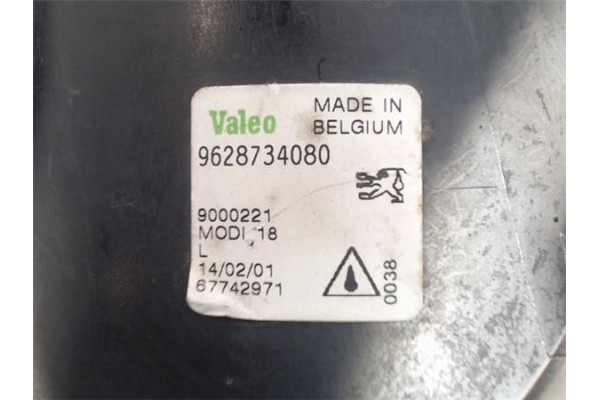 Valeo
MADE IN
BELGIUM
9628734080
9000221
MODI 18
L
14/02/01
67742971
0038